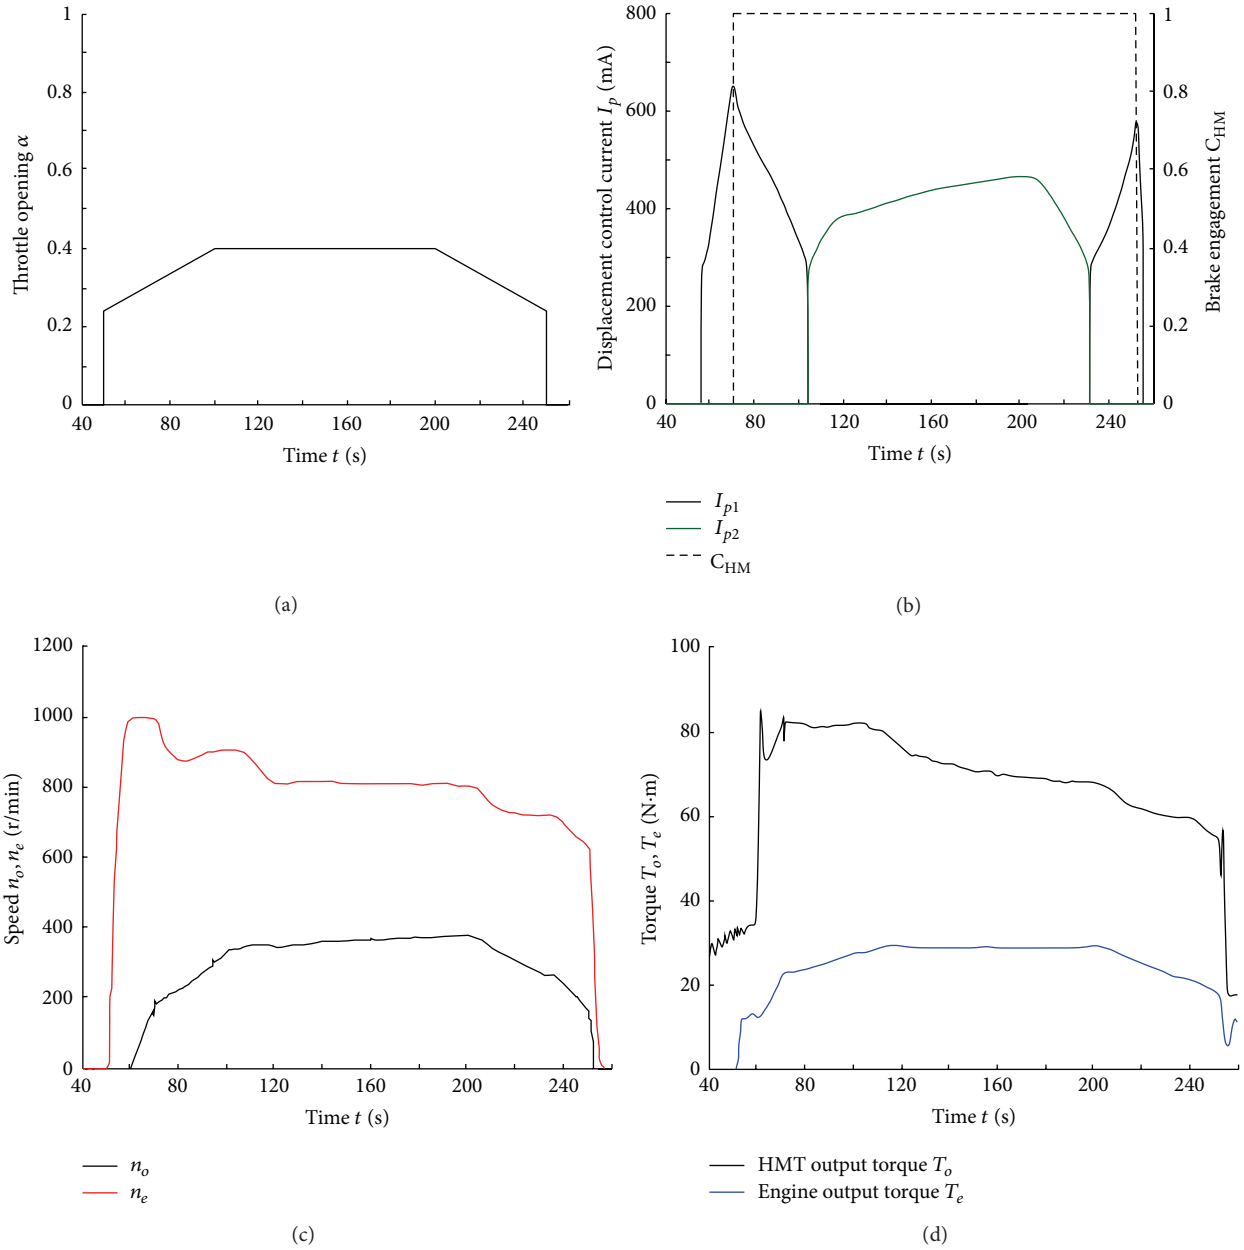 1
0.8
0.6
0.4
0.2
0
Throttle opening α
40 80 120 160 200 240
Time t (s)
(a)
800
600
400
200
0
Displacement control current I_p (mA)
1
0.8
0.6
0.4
0.2
0
Brake engagement C_HM
40 80 120 160 200 240
Time t (s)
I_p1
I_p2
C_HM
(b)
1200
1000
800
600
400
200
0
Speed n_o, n_e (r/min)
40 80 120 160 200 240
Time t (s)
n_o
n_e
(c)
100
80
60
40
20
0
Torque T_o, T_e (N·m)
40 80 120 160 200 240
Time t (s)
HMT output torque T_o
Engine output torque T_e
(d)